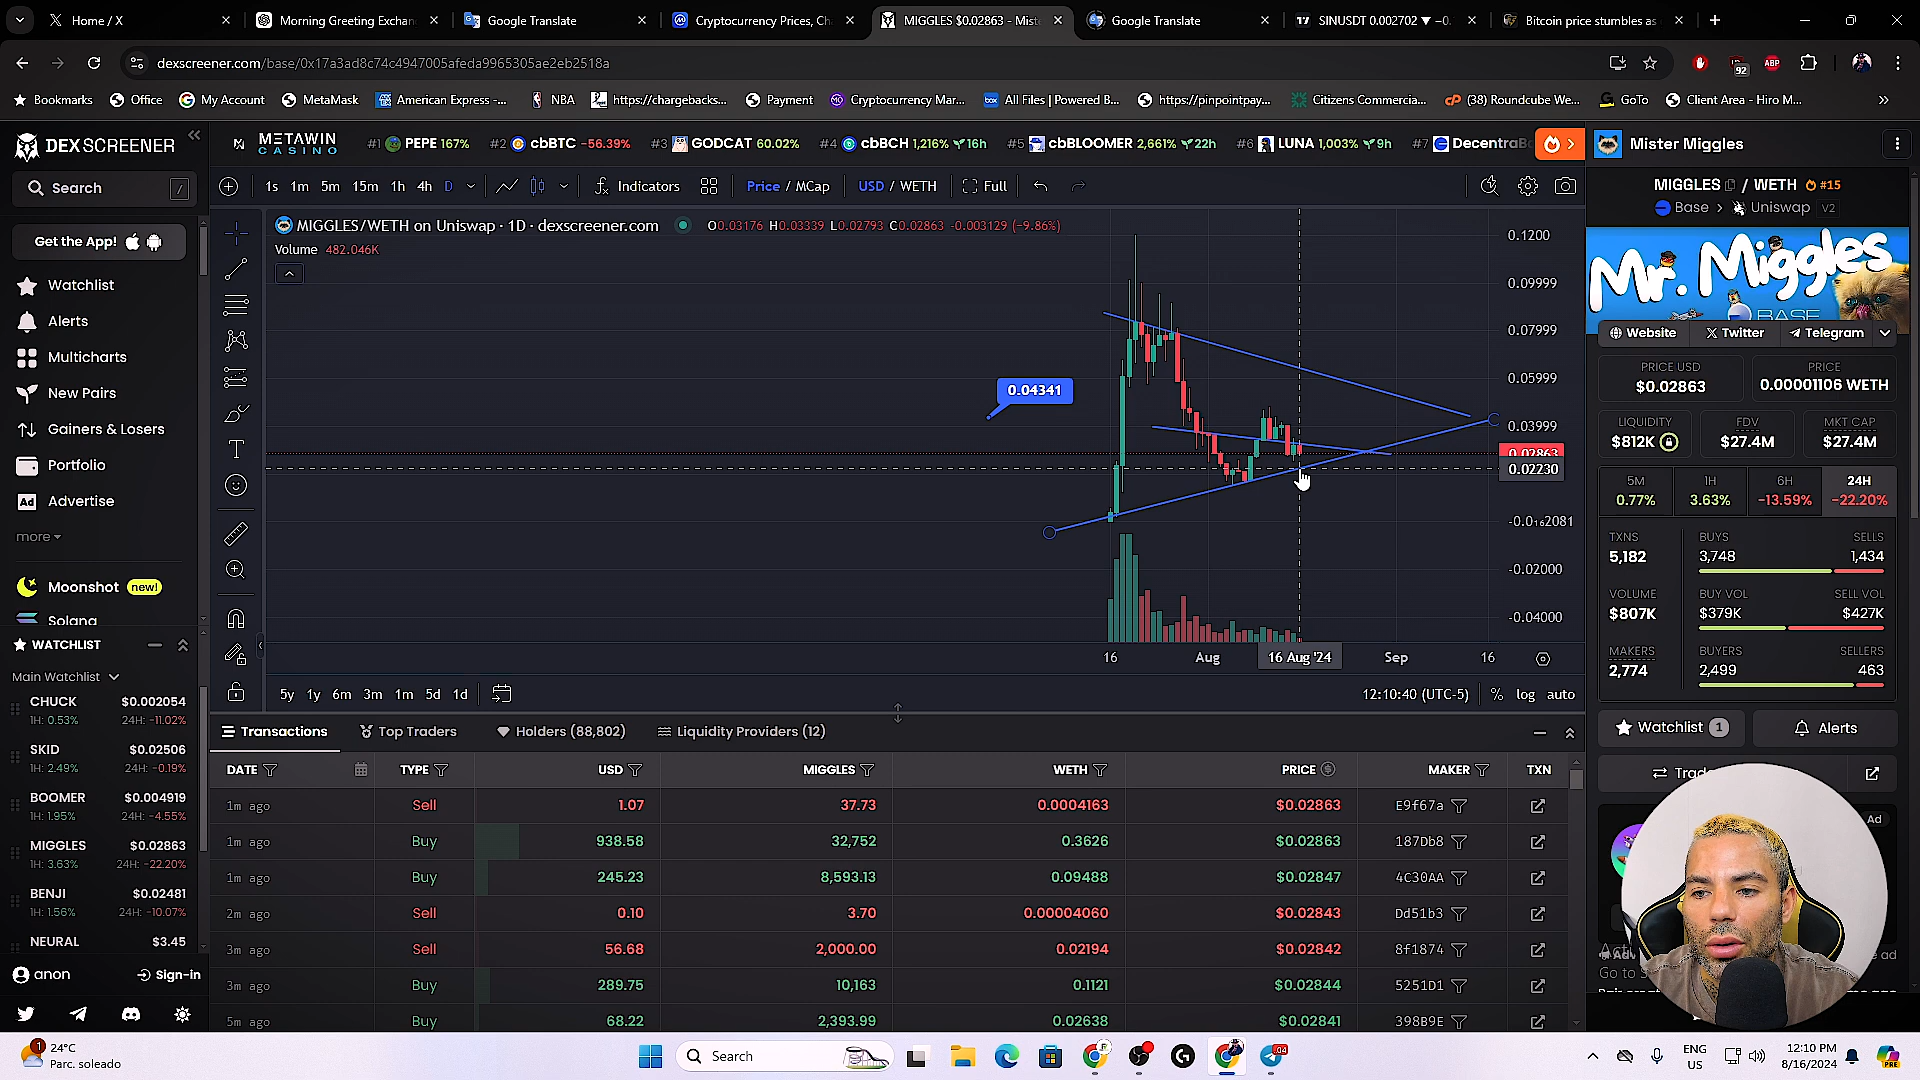 Home / X
Morning Greeting Exchan
Google Translate
Cryptocurrency Prices, Ch
MIGGLES $0.02863 - Mist
Google Translate
SINUSDT 0.002702 ▼ −0.
Bitcoin price stumbles as
dexscreener.com/base/0x17a3ad8c74c4947005afeda9965305ae2eb2518a
92
ABP
Bookmarks
Office
My Account
MetaMask
American Express -...
NBA
https://chargebacks...
Payment
Cryptocurrency Mar...
All Files | Powered B...
https://pinpointpay...
Citizens Commercia...
(38) Roundcube We...
GoTo
Client Area - Hiro M...
DEX SCREENER
METAWIN CASINO
#1 PEPE 167%
#2 cbBTC -56.39%
#3 GODCAT 60.02%
#4 cbBCH 1,216% 16h
#5 cbBLOOMER 2,661% 22h
#6 LUNA 1,003% 9h
#7 DecentraB
Mister Miggles
Search /
1s 1m 5m 15m 1h 4h D
Indicators
Price / MCap
USD / WETH
Full
MIGGLES / WETH #15
Base > Uniswap V2
Get the App!
MIGGLES/WETH on Uniswap · 1D · dexscreener.com
O0.03176 H0.03339 L0.02793 C0.02863 -0.003129 (-9.86%)
Volume 482.046K
Watchlist
Alerts
Multicharts
New Pairs
Gainers & Losers
Portfolio
Ad Advertise
more
Moonshot new!
Solana
0.04341
0.1200
0.09999
0.07999
0.05999
0.03999
0.02863
0.02230
-0.0₁₆2081
-0.02000
-0.04000
16
Aug
16 Aug '24
Sep
16
5y 1y 6m 3m 1m 5d 1d
12:10:40 (UTC-5) % log auto
Mr. Miggles
BASE
Website
Twitter
Telegram
PRICE USD
$0.02863
PRICE
0.00001106 WETH
LIQUIDITY
$812K
FDV
$27.4M
MKT CAP
$27.4M
5M
0.77%
1H
3.63%
6H
-13.59%
24H
-22.20%
TXNS
5,182
BUYS
3,748
SELLS
1,434
VOLUME
$807K
BUY VOL
$379K
SELL VOL
$427K
MAKERS
2,774
BUYERS
2,499
SELLERS
463
Watchlist 1
Alerts
Trad
Ad
WATCHLIST
Main Watchlist
CHUCK $0.002054
1H: 0.53% 24H: -11.02%
SKID $0.02506
1H: 2.49% 24H: -0.19%
BOOMER $0.004919
1H: 1.95% 24H: -4.55%
MIGGLES $0.02863
1H: 3.63% 24H: -22.20%
BENJI $0.02481
1H: 1.56% 24H: -10.07%
NEURAL $3.45
anon
Sign-in
Transactions
Top Traders
Holders (88,802)
Liquidity Providers (12)
DATE TYPE USD MIGGLES WETH PRICE MAKER TXN
1m ago Sell 1.07 37.73 0.0004163 $0.02863 E9f67a
1m ago Buy 938.58 32,752 0.3626 $0.02863 187Db8
1m ago Buy 245.23 8,593.13 0.09488 $0.02847 4C30AA
2m ago Sell 0.10 3.70 0.00004060 $0.02843 Dd51b3
3m ago Sell 56.68 2,000.00 0.02194 $0.02842 8f1874
3m ago Buy 289.75 10,163 0.1121 $0.02844 5251D1
5m ago Buy 68.22 2,393.99 0.02638 $0.02841 398B9E
Go to S
1
24°C
Parc. soleado
Search
.04
ENG
US
12:10 PM
8/16/2024
PRE